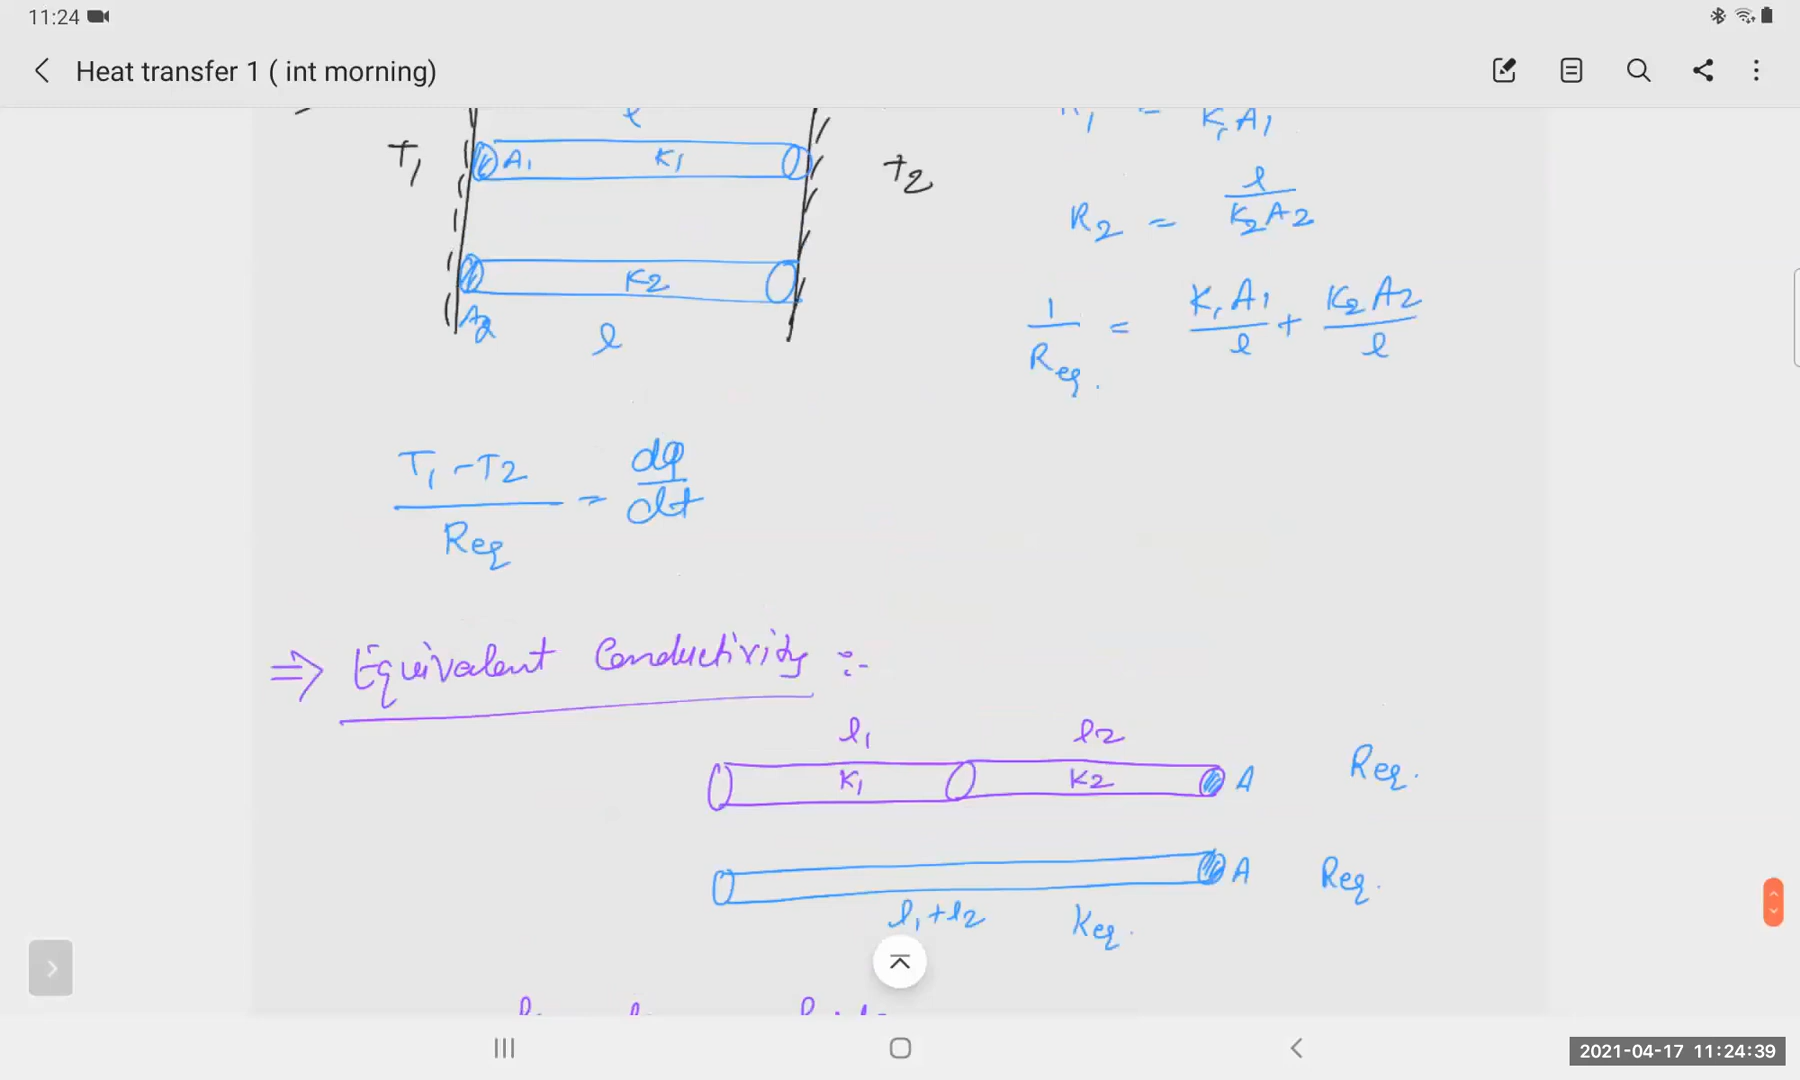 11:24
Heat transfer 1 ( int morning)
l
K1A1
T1 A1 K1 T2
R2 = l / K2A2
K2
A2
l
1 / Req. = K1A1 / l + K2A2 / l
T1 - T2 / Req = dq / dt
⇒ Equivalent Conductivity :-
l1 l2
K1 K2 A Req.
A Req.
l1+l2 Keq.
2021-04-17 11:24:39